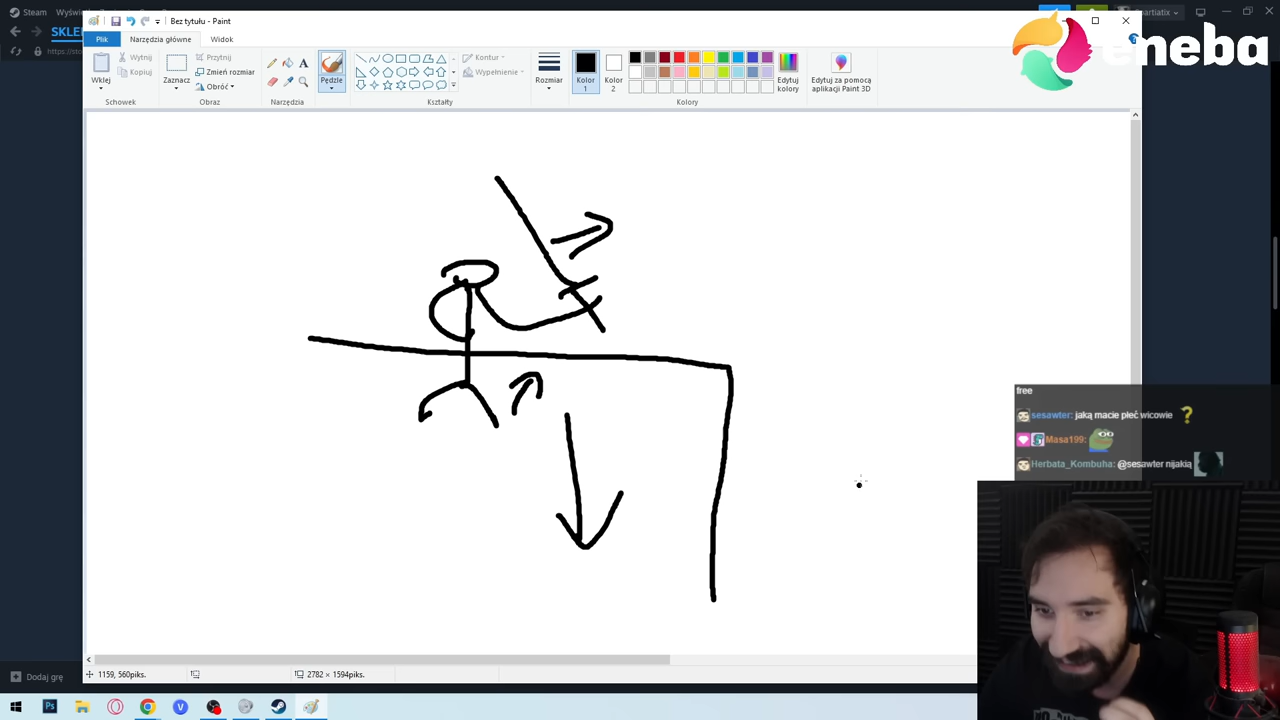 Steam
Bez tytułu - Paint
eneba
SKLE
Plik
Narzędzia główne
Widok
Wklej
Wytnij
Kopiuj
Schowek
Zaznacz
Przytnij
Zmień rozmiar
Obróć
Obraz
Narzędzia
Pędzle
Kontur
Wypełnienie
Kształty
Rozmiar
Kolor 1
Kolor 2
Edytuj kolory
Kolory
Edytuj za pomocą aplikacji Paint 3D
free
sesawter: jaką macie płeć wicowie
Masa199:
Herbata_Kombuha: @sesawter nijaką
1159, 560piks.
2782 × 1594piks.
Dodaj grę